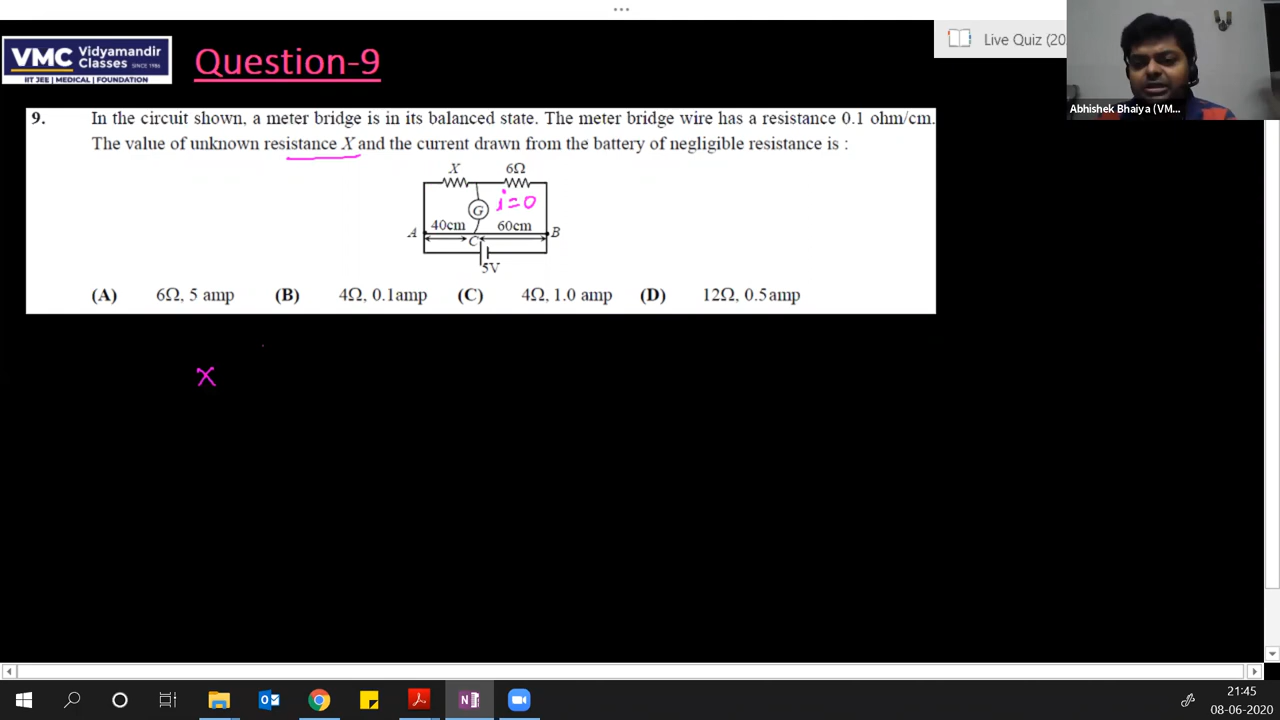 VMC Vidyamandir Classes SINCE 1986
IIT JEE | MEDICAL | FOUNDATION
Question-9
Live Quiz (20
Abhishek Bhaiya (VM...
9. In the circuit shown, a meter bridge is in its balanced state. The meter bridge wire has a resistance 0.1 ohm/cm.
The value of unknown resistance X and the current drawn from the battery of negligible resistance is :
X 6Ω
i=0
G
40cm 60cm
A C B
5V
(A) 6Ω, 5 amp (B) 4Ω, 0.1amp (C) 4Ω, 1.0 amp (D) 12Ω, 0.5amp
X
21:45
08-06-2020